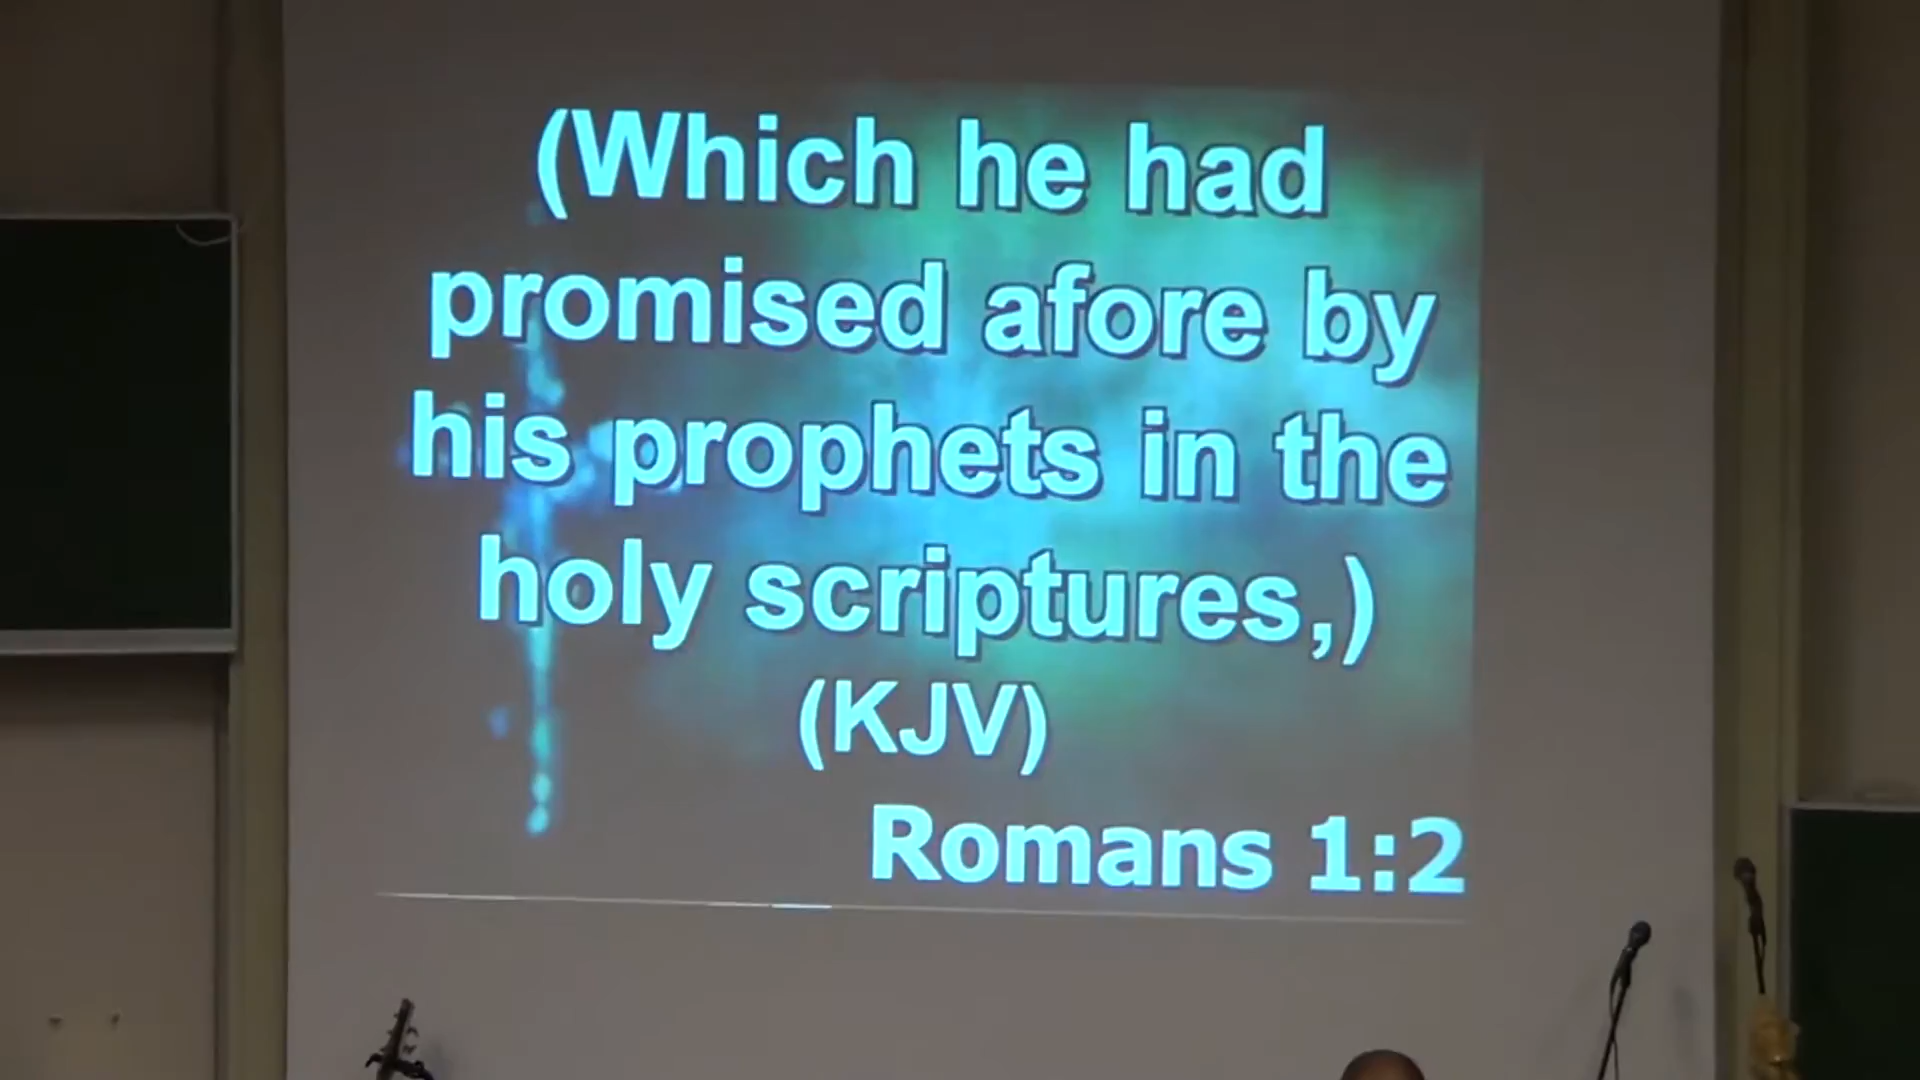 (Which he had
promised afore by
his prophets in the
holy scriptures,)
(KJV)
Romans 1:2